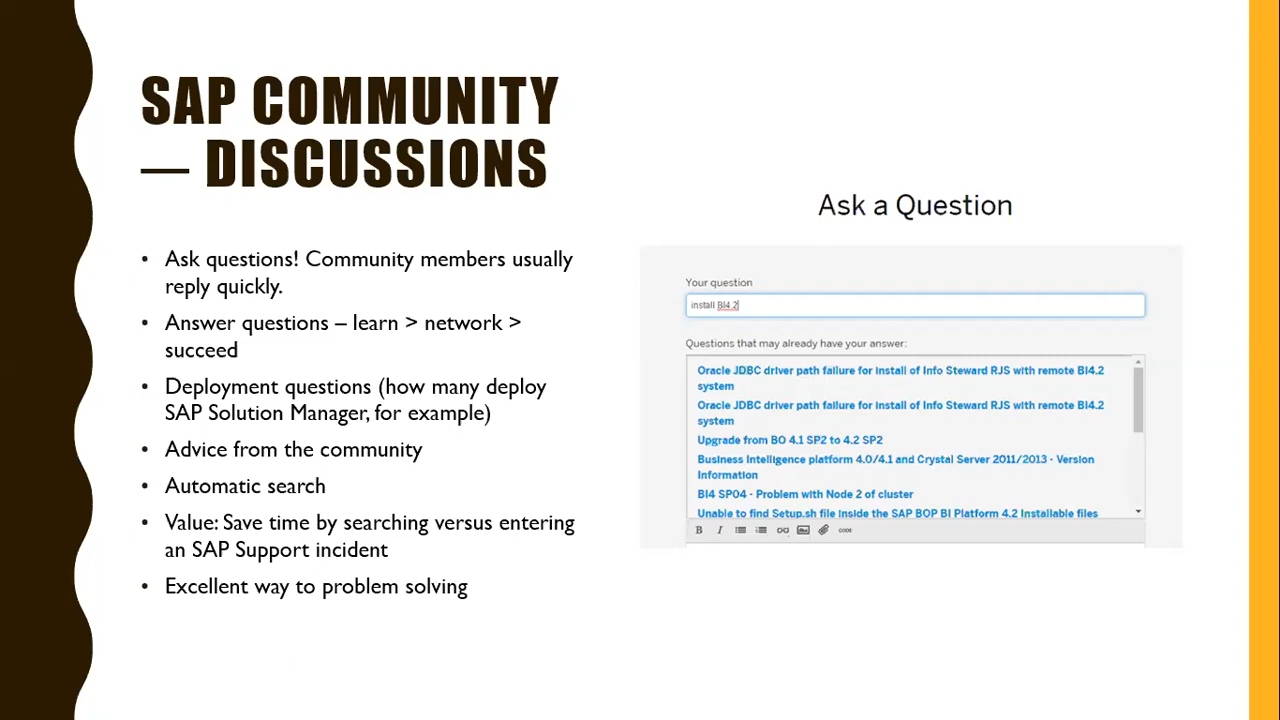 SAP COMMUNITY
— DISCUSSIONS
• Ask questions! Community members usually
reply quickly.
• Answer questions – learn > network >
succeed
• Deployment questions (how many deploy
SAP Solution Manager, for example)
• Advice from the community
• Automatic search
• Value: Save time by searching versus entering
an SAP Support incident
• Excellent way to problem solving
Ask a Question
Your question
install BI4.2
Questions that may already have your answer:
Oracle JDBC driver path failure for install of Info Steward RJS with remote BI4.2
system
Oracle JDBC driver path failure for install of Info Steward RJS with remote BI4.2
system
Upgrade from BO 4.1 SP2 to 4.2 SP2
Business Intelligence platform 4.0/4.1 and Crystal Server 2011/2013 - Version
Information
BI4 SP04 - Problem with Node 2 of cluster
Unable to find Setup.sh file inside the SAP BOP BI Platform 4.2 Installable files
B I CODE